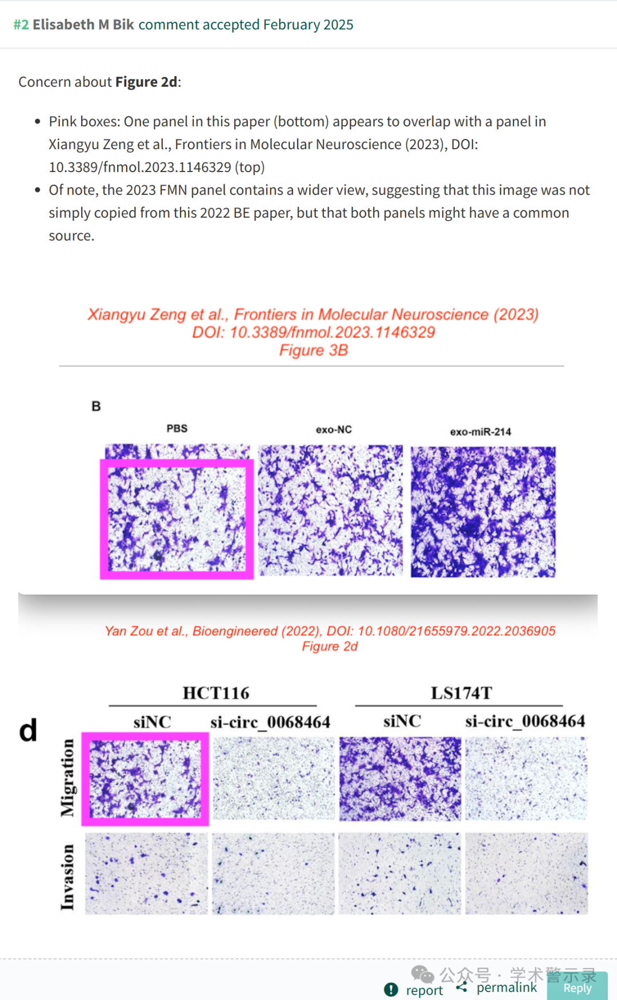 #2 Elisabeth M Bik comment accepted February 2025
Concern about Figure 2d:
• Pink boxes: One panel in this paper (bottom) appears to overlap with a panel in
Xiangyu Zeng et al., Frontiers in Molecular Neuroscience (2023), DOI:
10.3389/fnmol.2023.1146329 (top)
• Of note, the 2023 FMN panel contains a wider view, suggesting that this image was not
simply copied from this 2022 BE paper, but that both panels might have a common
source.
Xiangyu Zeng et al., Frontiers in Molecular Neuroscience (2023)
DOI: 10.3389/fnmol.2023.1146329
Figure 3B
B
PBS exo-NC exo-miR-214
Yan Zou et al., Bioengineered (2022), DOI: 10.1080/21655979.2022.2036905
Figure 2d
HCT116 LS174T
d siNC si-circ_0068464 siNC si-circ_0068464
Migration
Invasion
公众号 · 学术警示录
report permalink Reply